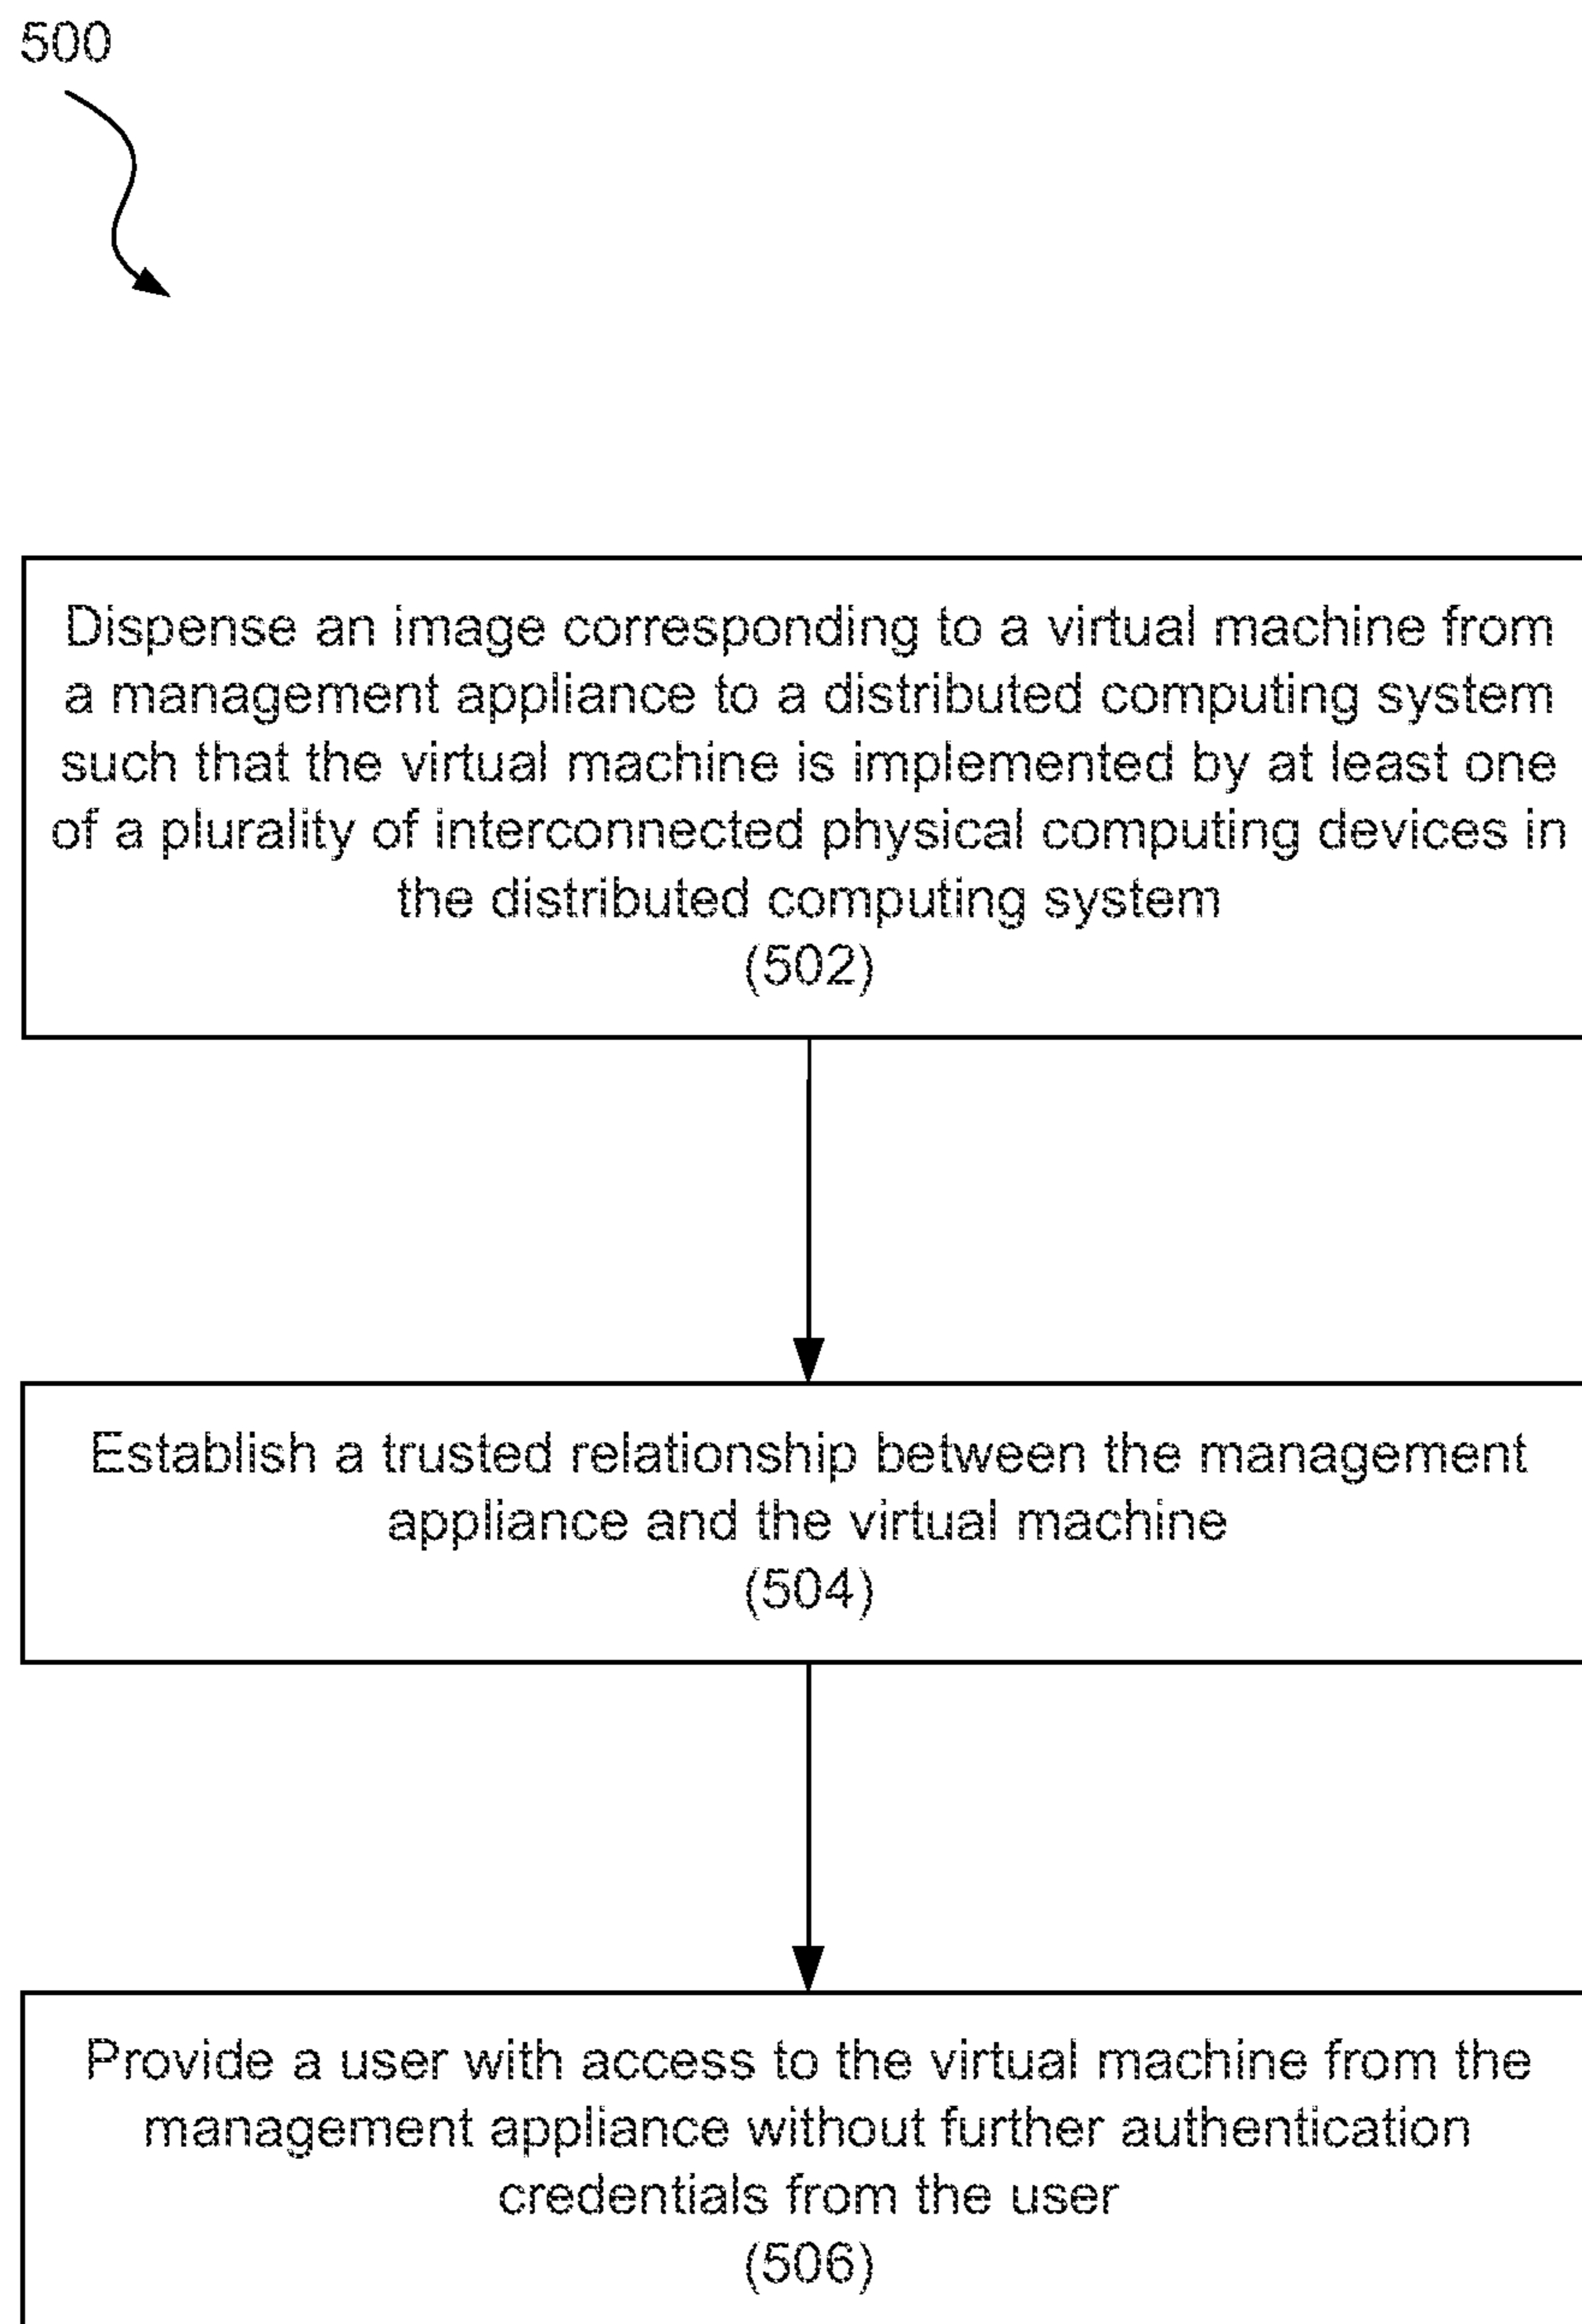 500
Dispense an image corresponding to a virtual machine from
a management appliance to a distributed computing system
such that the virtual machine is implemented by at least one
of a plurality of interconnected physical computing devices in
the distributed computing system
(502)
Establish a trusted relationship between the management
appliance and the virtual machine
(504)
Provide a user with access to the virtual machine from the
management appliance without further authentication
credentials from the user
(506)